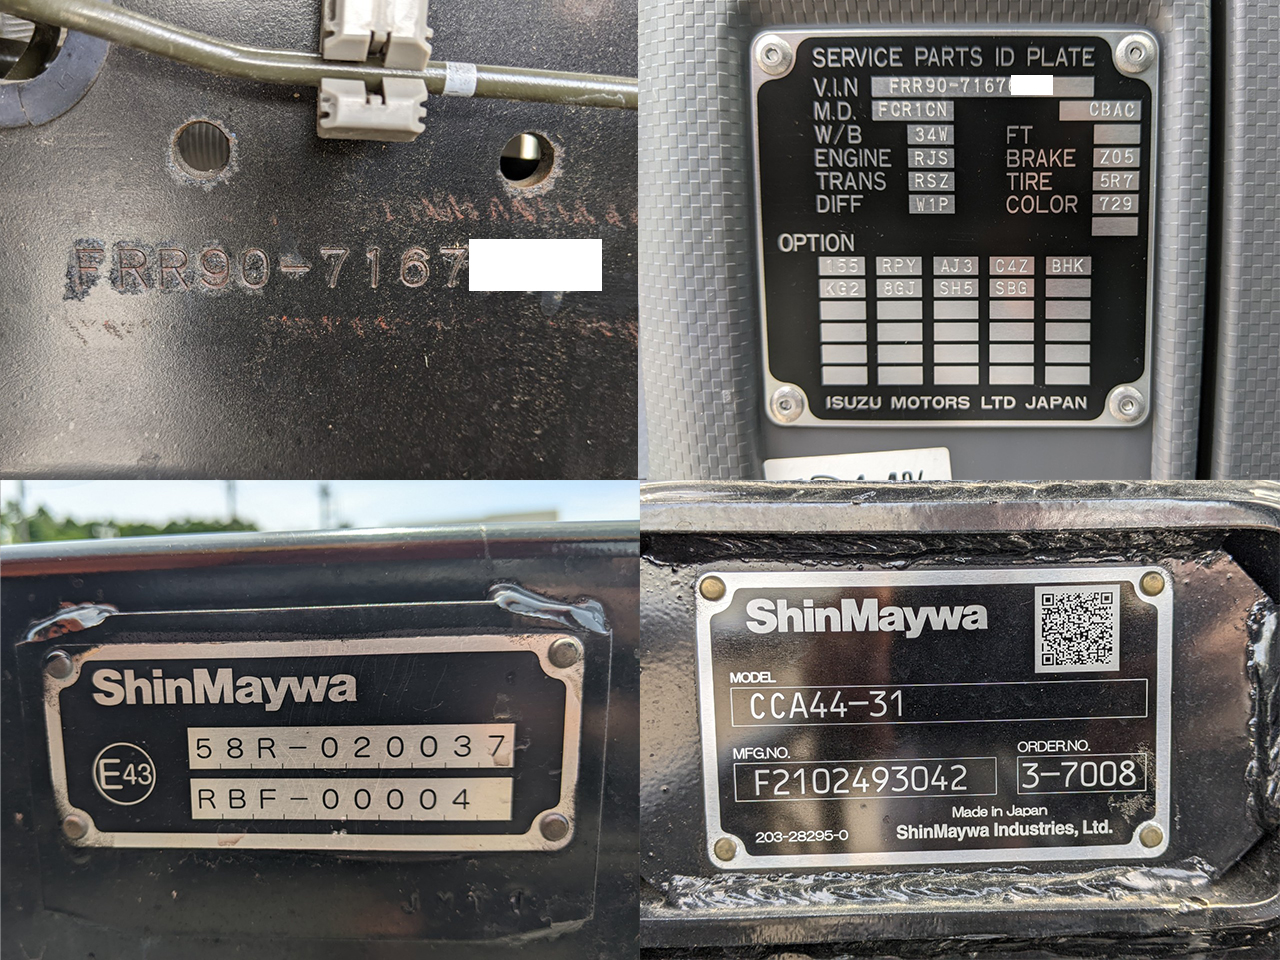 FRR90-7167
SERVICE PARTS ID PLATE
V.I.N FRR90-7167
M.D. FCR1CN CBAC
W/B 34W FT
ENGINE RJS BRAKE Z05
TRANS RSZ TIRE 5R7
DIFF W1P COLOR 729
OPTION
155 RPY AJ3 C4Z BHK
KG2 8GJ SH5 SBG
ISUZU MOTORS LTD JAPAN
ShinMaywa
58R-020037
E43
RBF-00004
ShinMaywa
MODEL
CCA44-31
MFG.NO. ORDER.NO.
F2102493042 3-7008
Made in Japan
203-28295-0 ShinMaywa Industries, Ltd.